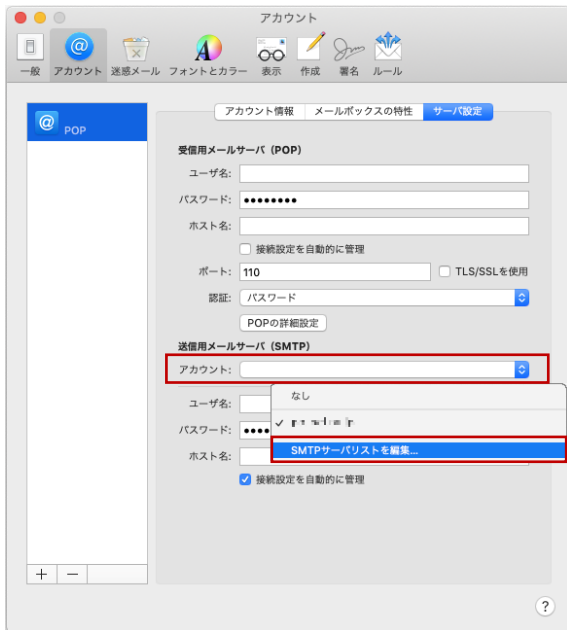 アカウント
一般 アカウント 迷惑メール フォントとカラー 表示 作成 署名 ルール
POP
アカウント情報 メールボックスの特性 サーバ設定
受信用メールサーバ（POP）
ユーザ名:
パスワード: ●●●●●●●●
ホスト名:
接続設定を自動的に管理
ポート: 110 TLS/SSLを使用
認証: パスワード
POPの詳細設定
送信用メールサーバ（SMTP）
アカウント:
なし
ユーザ名:
パスワード: ●●●●
SMTPサーバリストを編集...
ホスト名:
接続設定を自動的に管理
+ −
?